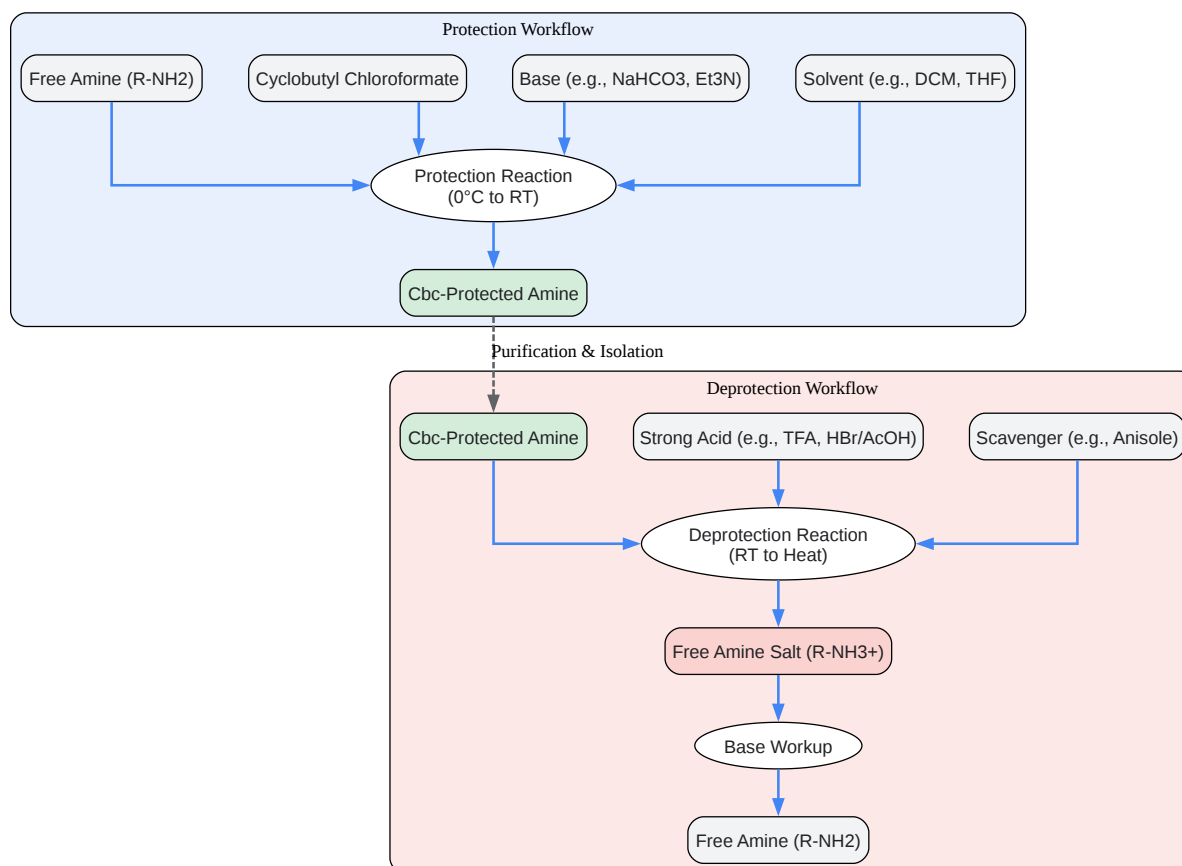 Protection Workflow
Free Amine (R-NH2)
Cyclobutyl Chloroformate
Base (e.g., NaHCO3, Et3N)
Solvent (e.g., DCM, THF)
Protection Reaction
(0°C to RT)
Cbc-Protected Amine
Purification & Isolation
Deprotection Workflow
Cbc-Protected Amine
Strong Acid (e.g., TFA, HBr/AcOH)
Scavenger (e.g., Anisole)
Deprotection Reaction
(RT to Heat)
Free Amine Salt (R-NH3+)
Base Workup
Free Amine (R-NH2)